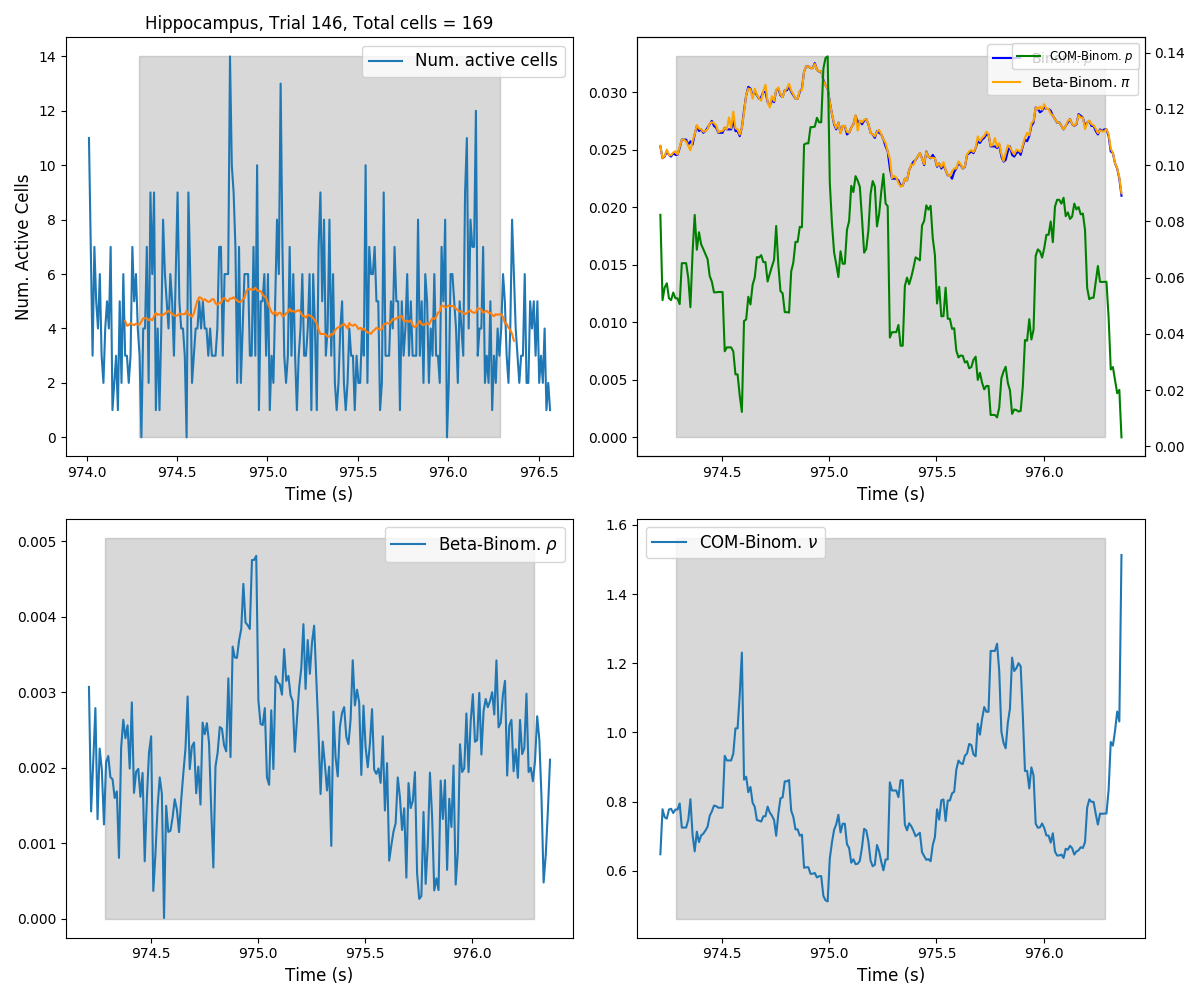 Hippocampus, Trial 146, Total cells = 169
Num. active cells
14
12
10
8
6
4
2
0
Num. Active Cells
974.0 974.5 975.0 975.5 976.0 976.5
Time (s)
COM-Binom. p
Beta-Binom. π
0.030
0.025
0.020
0.015
0.010
0.005
0.000
0.14
0.12
0.10
0.08
0.06
0.04
0.02
0.00
974.5 975.0 975.5 976.0
Time (s)
Beta-Binom. ρ
0.005
0.004
0.003
0.002
0.001
0.000
974.5 975.0 975.5 976.0
Time (s)
COM-Binom. ν
1.6
1.4
1.2
1.0
0.8
0.6
974.5 975.0 975.5 976.0
Time (s)